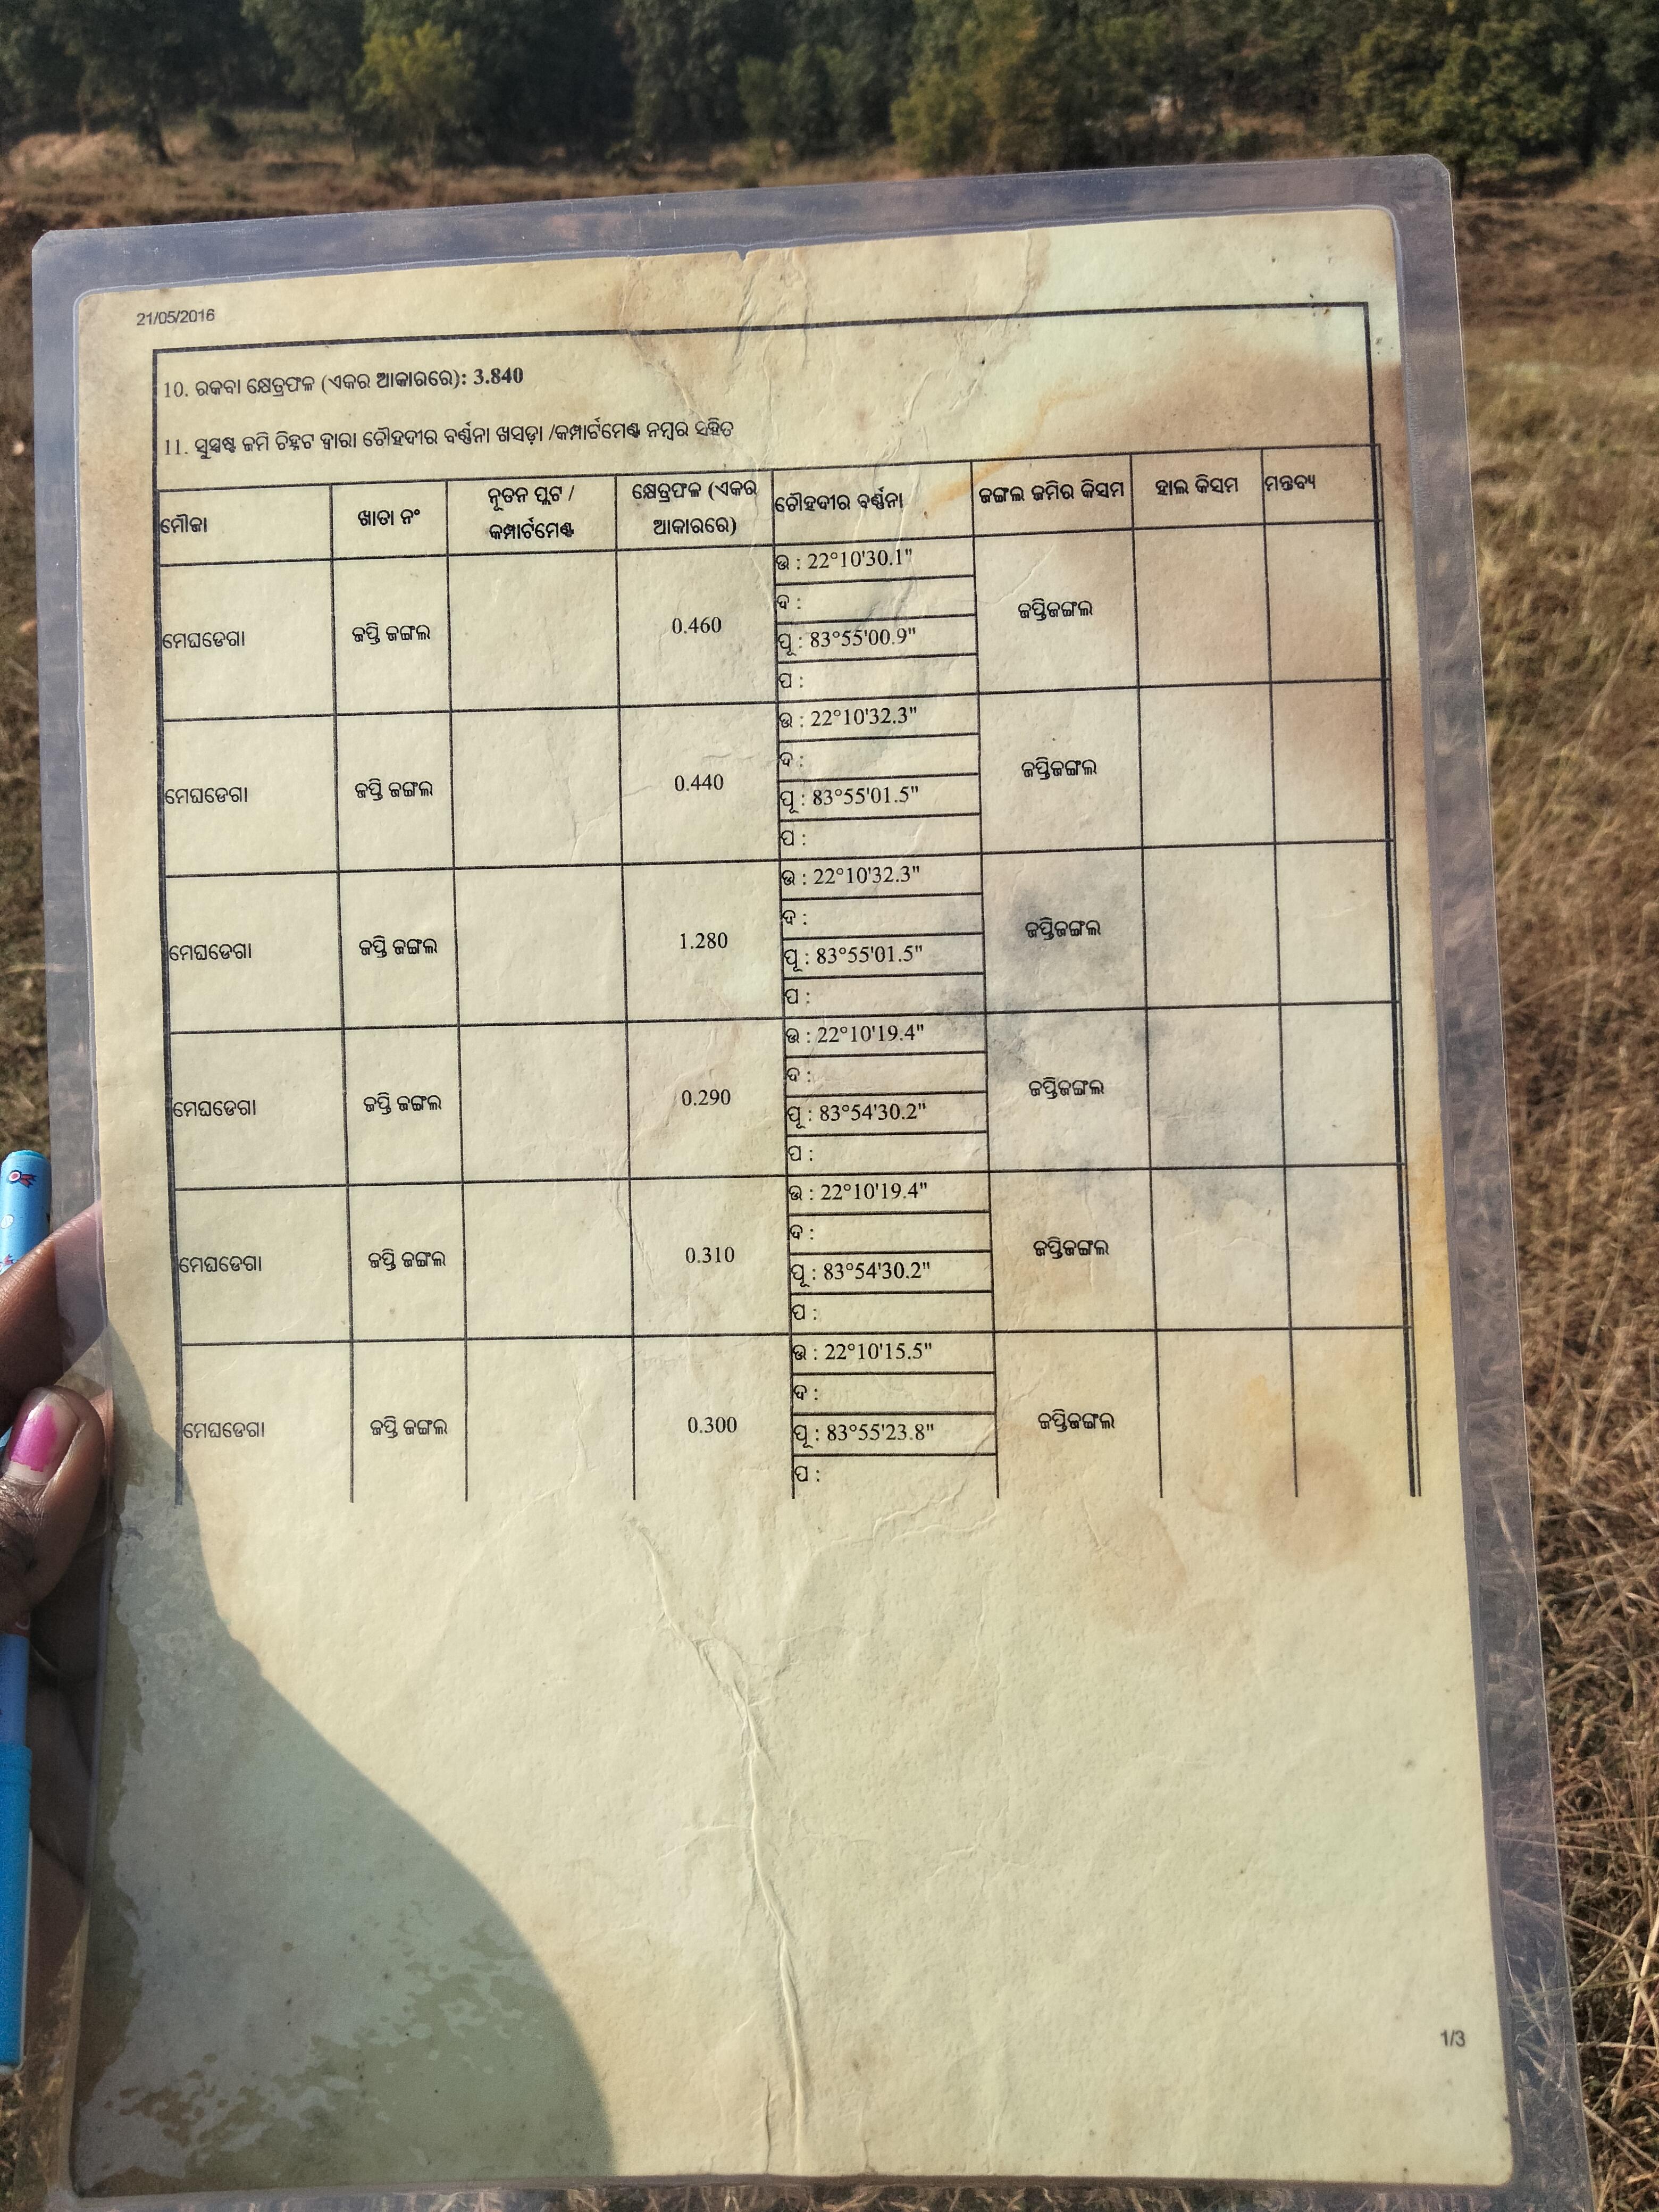 21/05/2016
10. ରକବା କ୍ଷେତ୍ରଫଳ (ଏକର ଆକାରରେ): 3.840
11. ସୁସ୍ପଷ୍ଟ ଜମି ଚିହ୍ନଟ ଦ୍ଵାରା ଚୌହଦୀର ବର୍ଣ୍ଣନା ଖସଡ଼ା /କମ୍ପାର୍ଟମେଣ୍ଟ ନମ୍ବର ସହିତ
ମୌଜା ଖାତା ନଂ ନୂତନ ପ୍ଲଟ / କମ୍ପାର୍ଟମେଣ୍ଟ କ୍ଷେତ୍ରଫଳ (ଏକର ଆକାରରେ) ଚୌହଦୀର ବର୍ଣ୍ଣନା ଜଙ୍ଗଲ ଜମିର କିସମ ହାଲ କିସମ ମନ୍ତବ୍ୟ
ମେଘଡେଗା ଜପ୍ତି ଜଙ୍ଗଲ 0.460
ଉ : 22°10'30.1"
ଦ :
ପୂ : 83°55'00.9"
ପ :
ଜପ୍ତିଜଙ୍ଗଲ
ମେଘଡେଗା ଜପ୍ତି ଜଙ୍ଗଲ 0.440
ଉ : 22°10'32.3"
ଦ :
ପୂ : 83°55'01.5"
ପ :
ଜପ୍ତିଜଙ୍ଗଲ
ମେଘଡେଗା ଜପ୍ତି ଜଙ୍ଗଲ 1.280
ଉ : 22°10'32.3"
ଦ :
ପୂ : 83°55'01.5"
ପ :
ଜପ୍ତିଜଙ୍ଗଲ
ମେଘଡେଗା ଜପ୍ତି ଜଙ୍ଗଲ 0.290
ଉ : 22°10'19.4"
ଦ :
ପୂ : 83°54'30.2"
ପ :
ଜପ୍ତିଜଙ୍ଗଲ
ମେଘଡେଗା ଜପ୍ତି ଜଙ୍ଗଲ 0.310
ଉ : 22°10'19.4"
ଦ :
ପୂ : 83°54'30.2"
ପ :
ଜପ୍ତିଜଙ୍ଗଲ
ମେଘଡେଗା ଜପ୍ତି ଜଙ୍ଗଲ 0.300
ଉ : 22°10'15.5"
ଦ :
ପୂ : 83°55'23.8"
ପ :
ଜପ୍ତିଜଙ୍ଗଲ
1/3